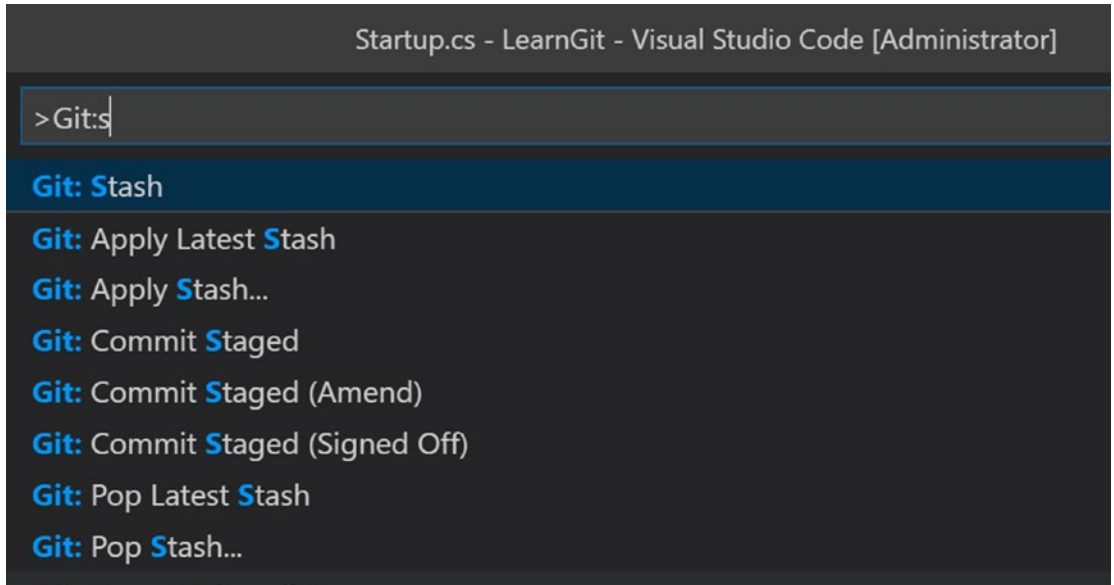 Startup.cs - LearnGit - Visual Studio Code [Administrator]
>Git:s
Git: Stash
Git: Apply Latest Stash
Git: Apply Stash...
Git: Commit Staged
Git: Commit Staged (Amend)
Git: Commit Staged (Signed Off)
Git: Pop Latest Stash
Git: Pop Stash...